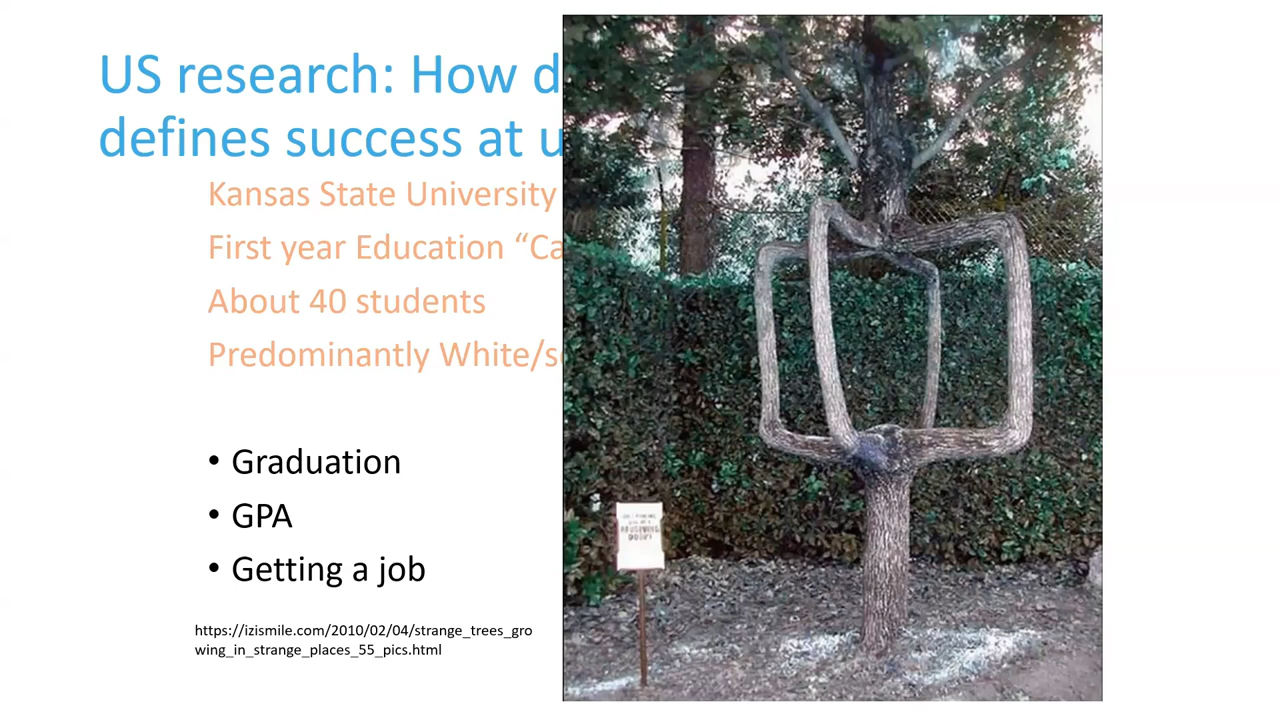 US research: How d
defines success at u
Kansas State University
First year Education “Ca
About 40 students
Predominantly White/s
• Graduation
• GPA
• Getting a job
https://izismile.com/2010/02/04/strange_trees_gro
wing_in_strange_places_55_pics.html